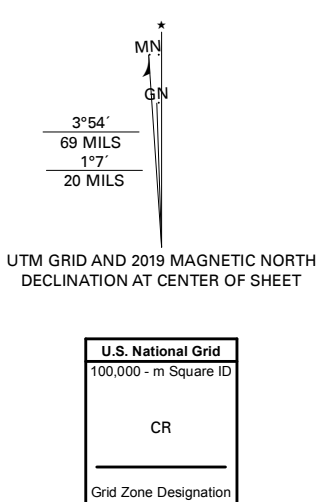 ★
MN
GN
3°54´
69 MILS
1°7´
20 MILS
UTM GRID AND 2019 MAGNETIC NORTH
DECLINATION AT CENTER OF SHEET
U.S. National Grid
100,000 - m Square ID
CR
Grid Zone Designation